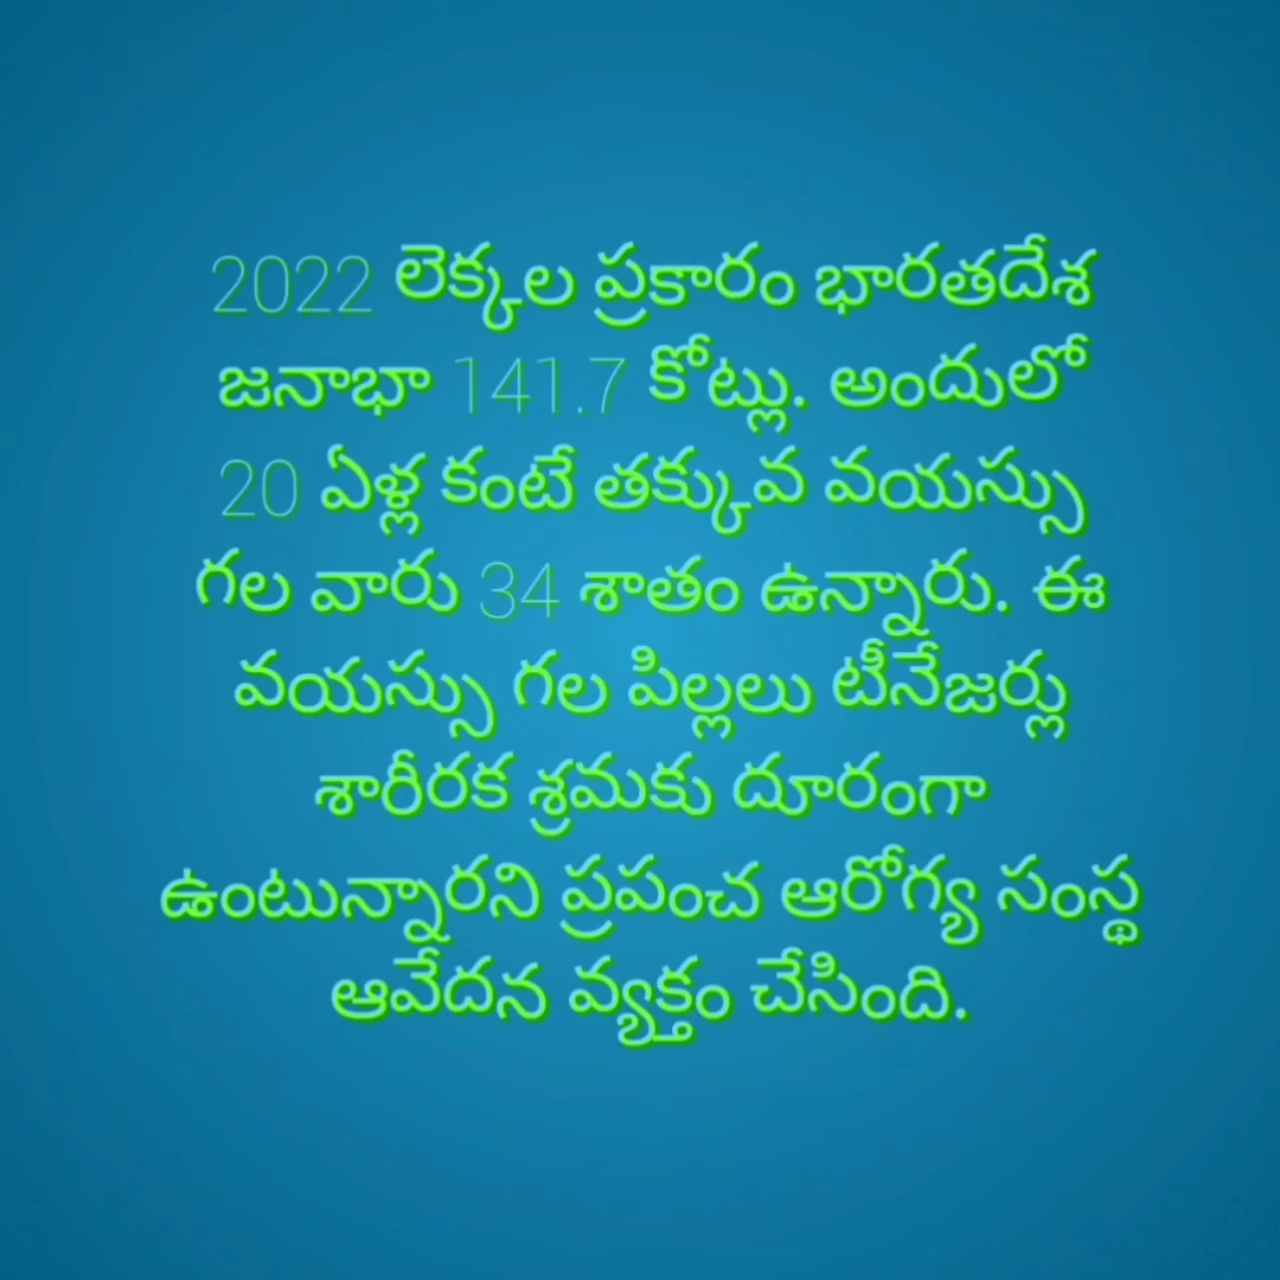 2022 లెక్కల ప్రకారం భారతదేశ
జనాభా 141.7 కోట్లు. అందులో
20 ఏళ్ల కంటే తక్కువ వయస్సు
గల వారు 34 శాతం ఉన్నారు. ఈ
వయస్సు గల పిల్లలు టీనేజర్లు
శారీరక శ్రమకు దూరంగా
ఉంటున్నారని ప్రపంచ ఆరోగ్య సంస్థ
ఆవేదన వ్యక్తం చేసింది.